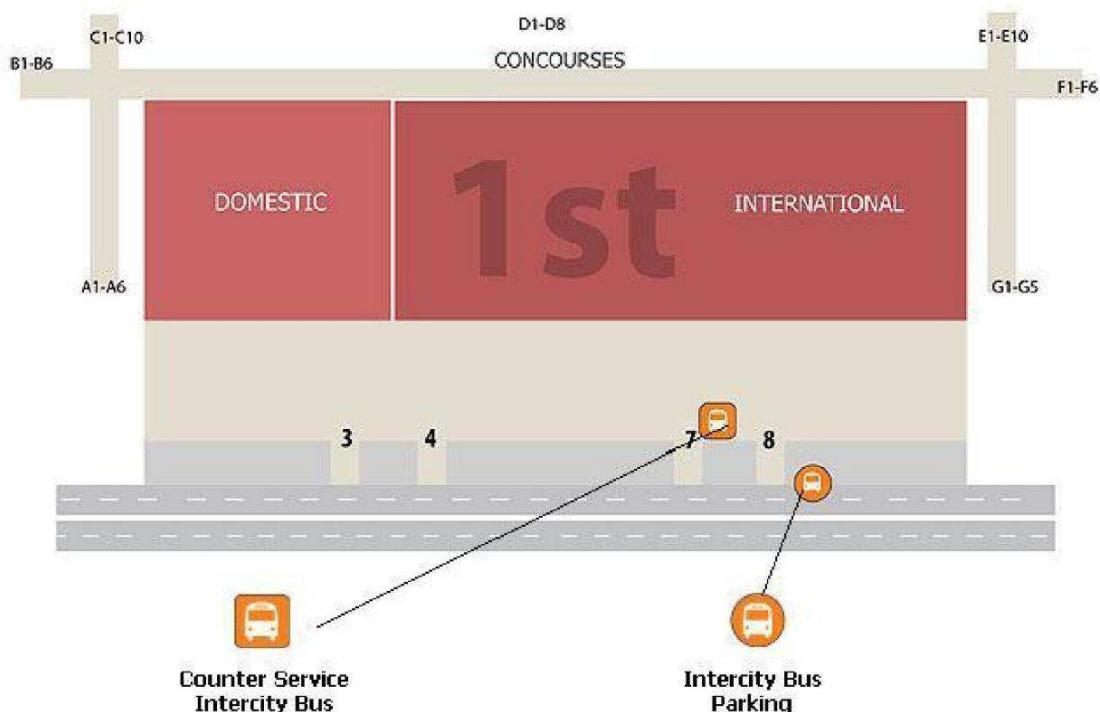 D1-D8
C1-C10
E1-E10
CONCOURSES
B1-B6
F1-F6
DOMESTIC
1st
INTERNATIONAL
A1-A6
G1-G5
3
4
7
8
Counter Service
Intercity Bus
Intercity Bus
Parking